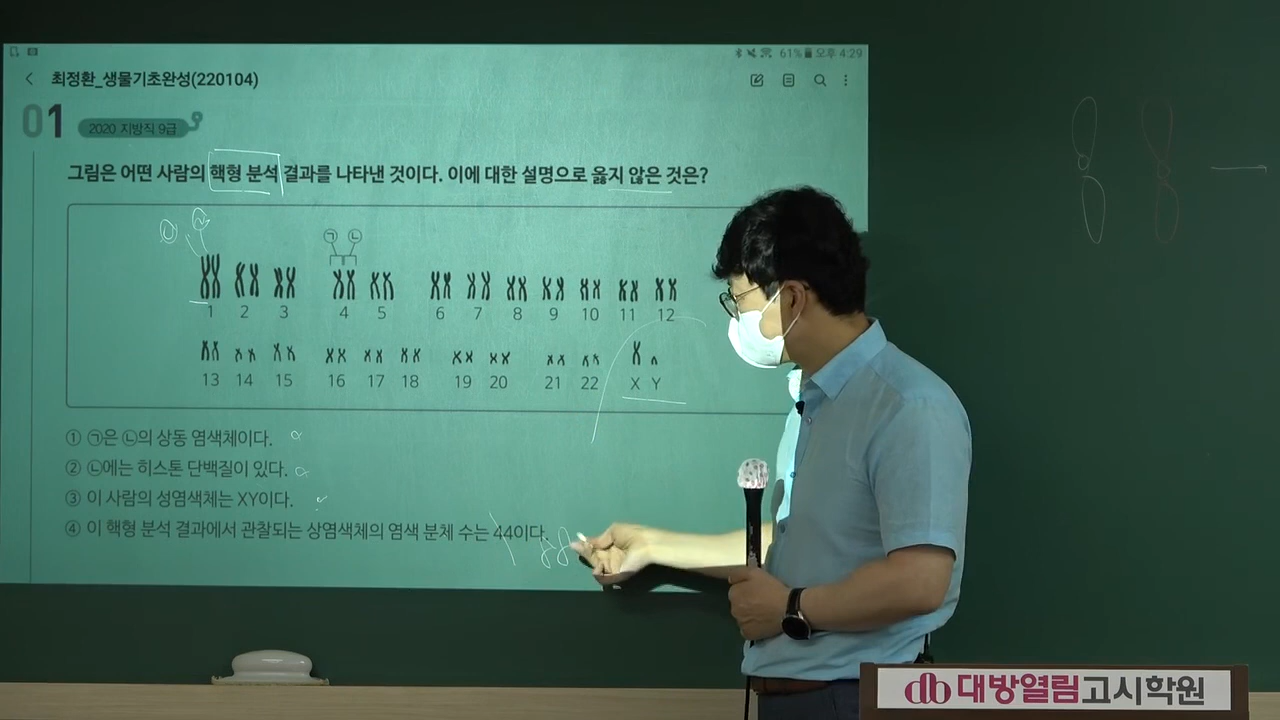 61% 오후 4:29
최정환_생물기초완성(220104)
01
2020 지방직 9급
그림은 어떤 사람의 핵형 분석 결과를 나타낸 것이다. 이에 대한 설명으로 옳지 않은 것은?
㉠ ㉡
1 2 3 4 5 6 7 8 9 10 11 12
13 14 15 16 17 18 19 20 21 22 X Y
① ㉠은 ㉡의 상동 염색체이다.
② ㉡에는 히스톤 단백질이 있다.
③ 이 사람의 성염색체는 XY이다.
④ 이 핵형 분석 결과에서 관찰되는 상염색체의 염색 분체 수는 44이다.
88
db 대방열림고시학원